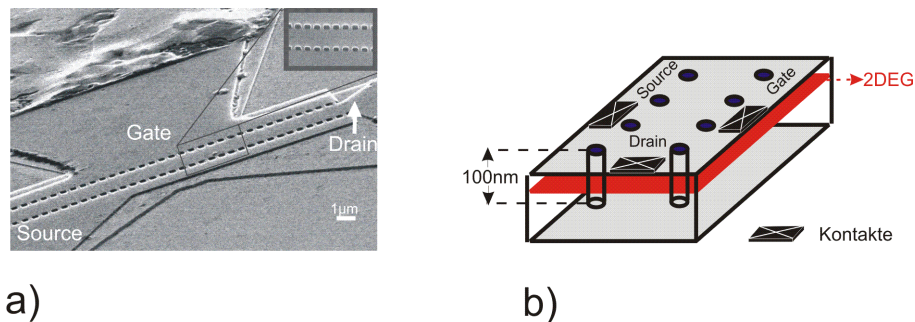 Gate
Drain
1µm
Source
a)
Source
Gate
2DEG
Drain
100nm
Kontakte
b)